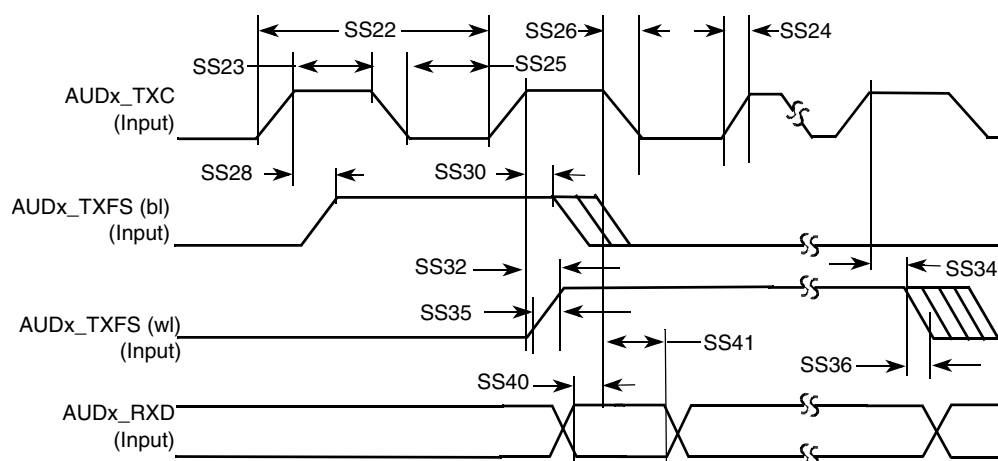 SS22
SS26
SS24
SS23
SS25
AUDx_TXC
(Input)
SS28
SS30
AUDx_TXFS (bl)
(Input)
SS32
SS34
SS35
AUDx_TXFS (wl)
(Input)
SS41
SS36
SS40
AUDx_RXD
(Input)